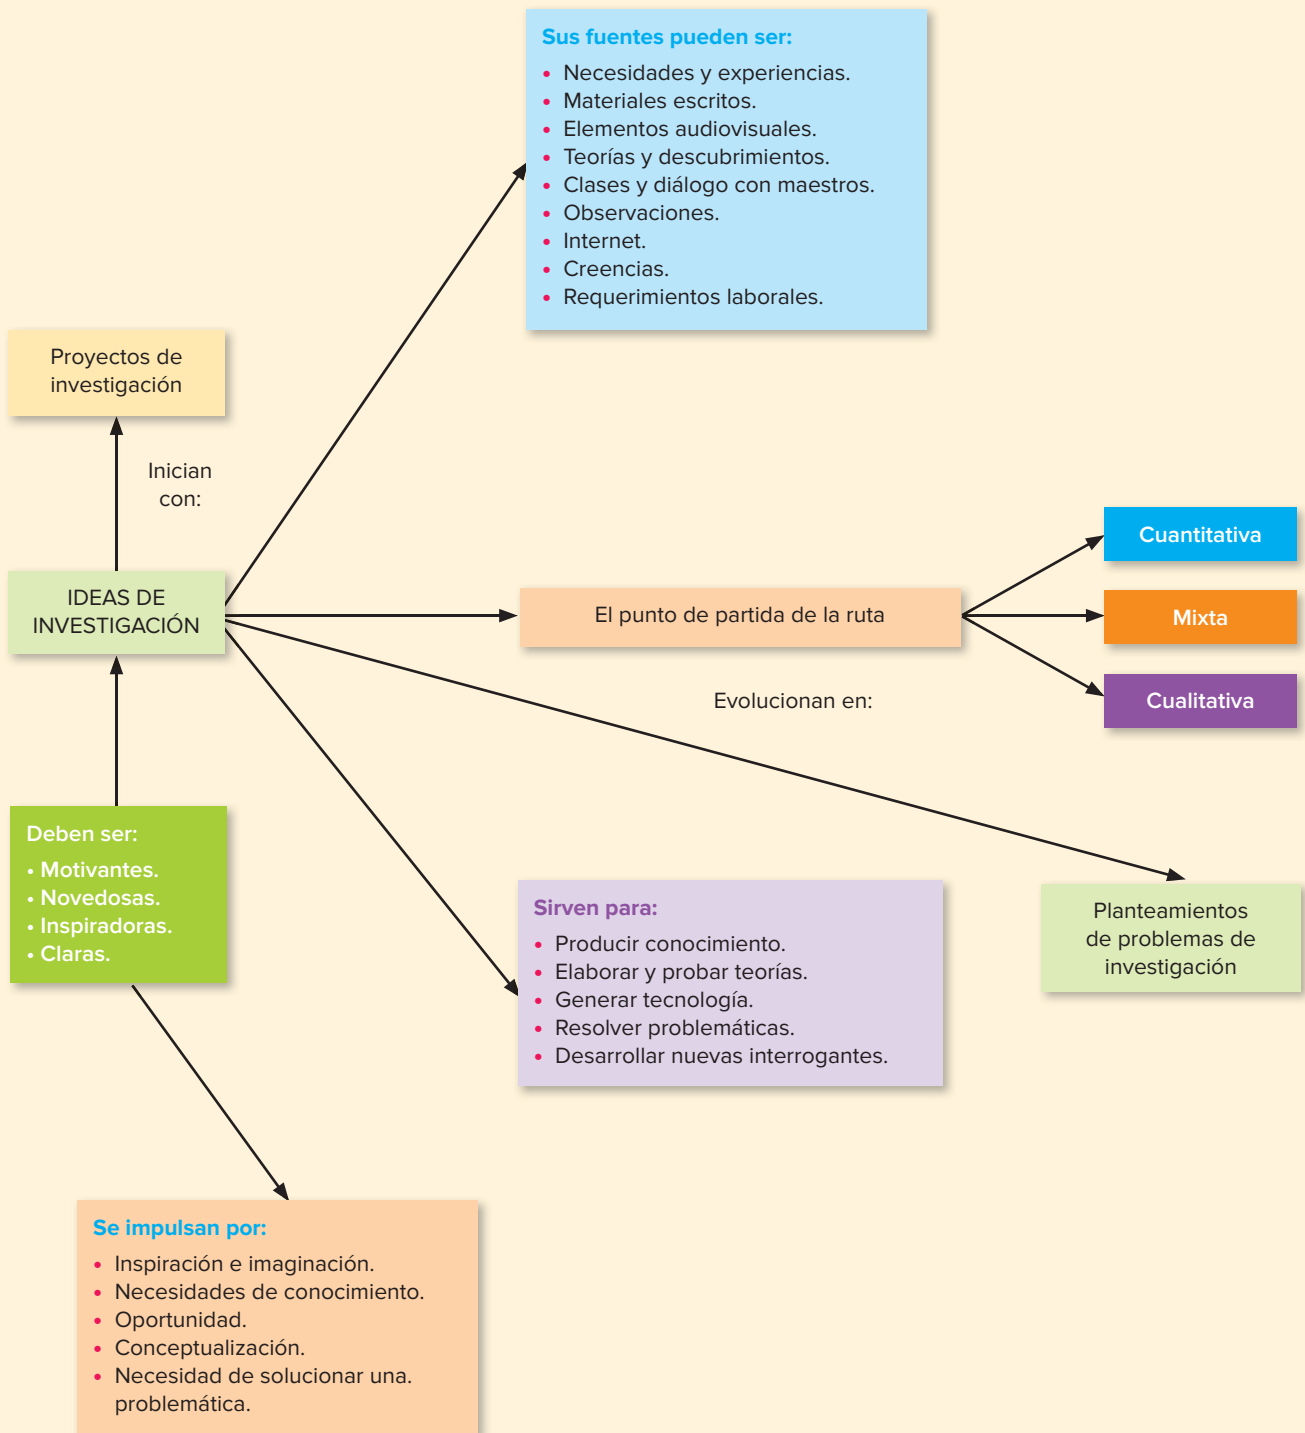 Sus fuentes pueden ser:
• Necesidades y experiencias.
• Materiales escritos.
• Elementos audiovisuales.
• Teorías y descubrimientos.
• Clases y diálogo con maestros.
• Observaciones.
• Internet.
• Creencias.
• Requerimientos laborales.
Proyectos de
investigación
Inician
con:
IDEAS DE
INVESTIGACIÓN
El punto de partida de la ruta
Cuantitativa
Mixta
Cualitativa
Evolucionan en:
Deben ser:
• Motivantes.
• Novedosas.
• Inspiradoras.
• Claras.
Sirven para:
• Producir conocimiento.
• Elaborar y probar teorías.
• Generar tecnología.
• Resolver problemáticas.
• Desarrollar nuevas interrogantes.
Planteamientos
de problemas de
investigación
Se impulsan por:
• Inspiración e imaginación.
• Necesidades de conocimiento.
• Oportunidad.
• Conceptualización.
• Necesidad de solucionar una.
problemática.